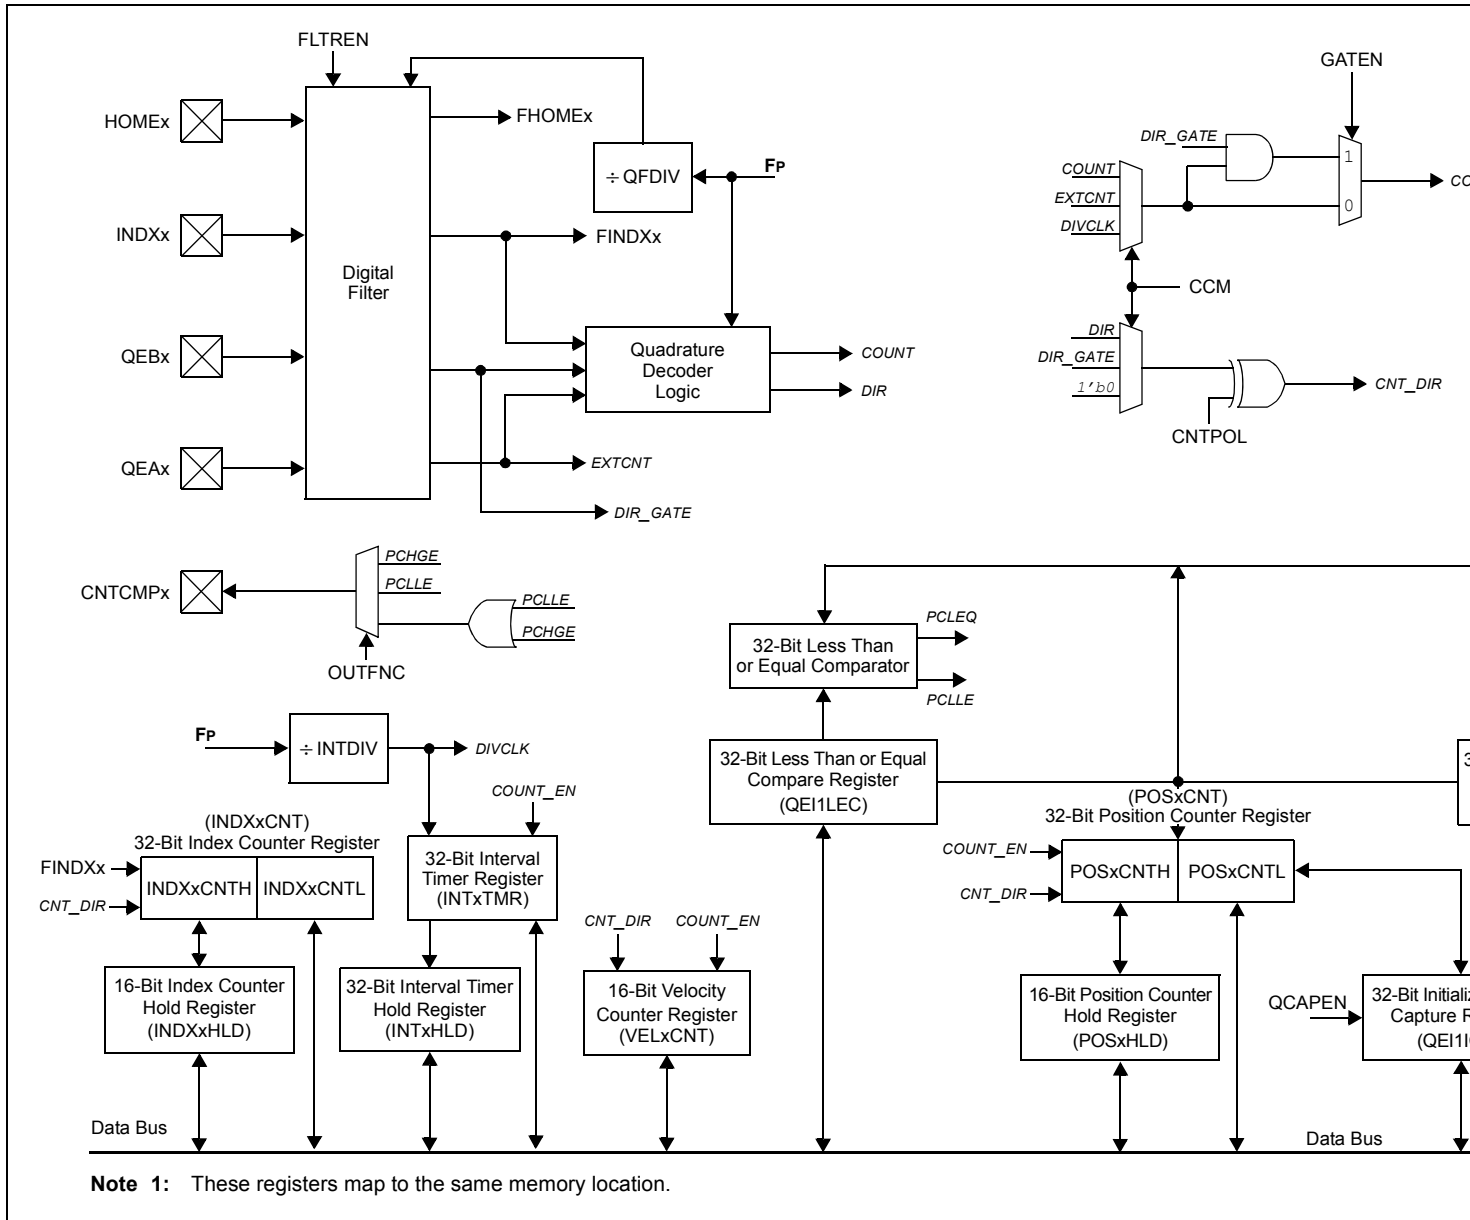 FLTREN
HOMEx
FHOMEx
÷ QFDIV
FP
INDXx
FINDXx
Digital
Filter
QEBx
Quadrature
Decoder
Logic
COUNT
DIR
QEAx
EXTCNT
DIR_GATE
GATEN
DIR_GATE
COUNT
EXTCNT
DIVCLK
1
0
CCM
DIR
DIR_GATE
1'b0
CNT_DIR
CNTPOL
CNTCMPx
PCHGE
PCLLE
PCLLE
PCHGE
OUTFNC
32-Bit Less Than
or Equal Comparator
PCLEQ
PCLLE
FP
÷ INTDIV
DIVCLK
COUNT_EN
32-Bit Less Than or Equal
Compare Register
(QEI1LEC)
(INDXxCNT)
32-Bit Index Counter Register
FINDXx
CNT_DIR
INDXxCNTH
INDXxCNTL
32-Bit Interval
Timer Register
(INTxTMR)
(POSxCNT)
32-Bit Position Counter Register
COUNT_EN
CNT_DIR
POSxCNTH
POSxCNTL
CNT_DIR
COUNT_EN
16-Bit Index Counter
Hold Register
(INDXxHLD)
32-Bit Interval Timer
Hold Register
(INTxHLD)
16-Bit Velocity
Counter Register
(VELxCNT)
16-Bit Position Counter
Hold Register
(POSxHLD)
QCAPEN
32-Bit
Capture
Data Bus
Data Bus
Note 1: These registers map to the same memory location.